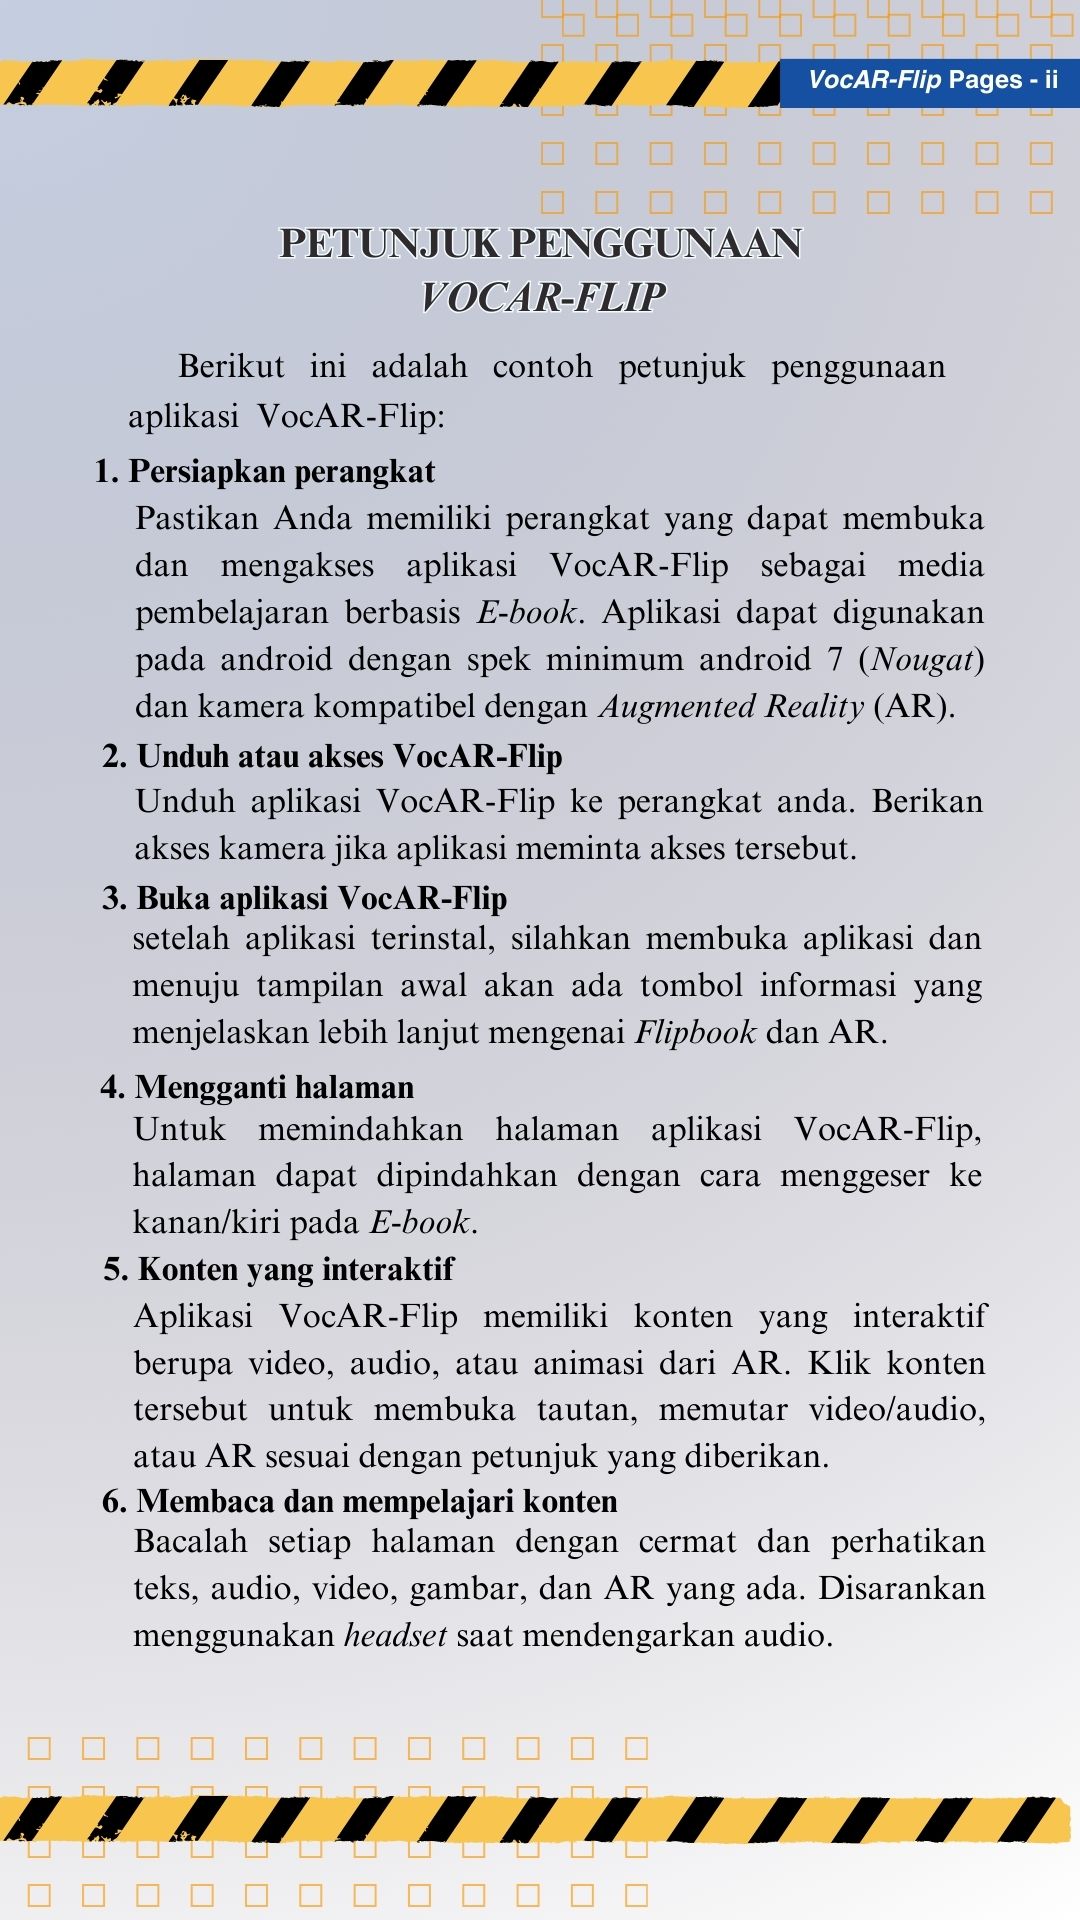 VocAR-Flip Pages - ii
PETUNJUK PENGGUNAAN
VOCAR-FLIP
Berikut ini adalah contoh petunjuk penggunaan
aplikasi VocAR-Flip:
1. Persiapkan perangkat
Pastikan Anda memiliki perangkat yang dapat membuka
dan mengakses aplikasi VocAR-Flip sebagai media
pembelajaran berbasis E-book. Aplikasi dapat digunakan
pada android dengan spek minimum android 7 (Nougat)
dan kamera kompatibel dengan Augmented Reality (AR).
2. Unduh atau akses VocAR-Flip
Unduh aplikasi VocAR-Flip ke perangkat anda. Berikan
akses kamera jika aplikasi meminta akses tersebut.
3. Buka aplikasi VocAR-Flip
setelah aplikasi terinstal, silahkan membuka aplikasi dan
menuju tampilan awal akan ada tombol informasi yang
menjelaskan lebih lanjut mengenai Flipbook dan AR.
4. Mengganti halaman
Untuk memindahkan halaman aplikasi VocAR-Flip,
halaman dapat dipindahkan dengan cara menggeser ke
kanan/kiri pada E-book.
5. Konten yang interaktif
Aplikasi VocAR-Flip memiliki konten yang interaktif
berupa video, audio, atau animasi dari AR. Klik konten
tersebut untuk membuka tautan, memutar video/audio,
atau AR sesuai dengan petunjuk yang diberikan.
6. Membaca dan mempelajari konten
Bacalah setiap halaman dengan cermat dan perhatikan
teks, audio, video, gambar, dan AR yang ada. Disarankan
menggunakan headset saat mendengarkan audio.